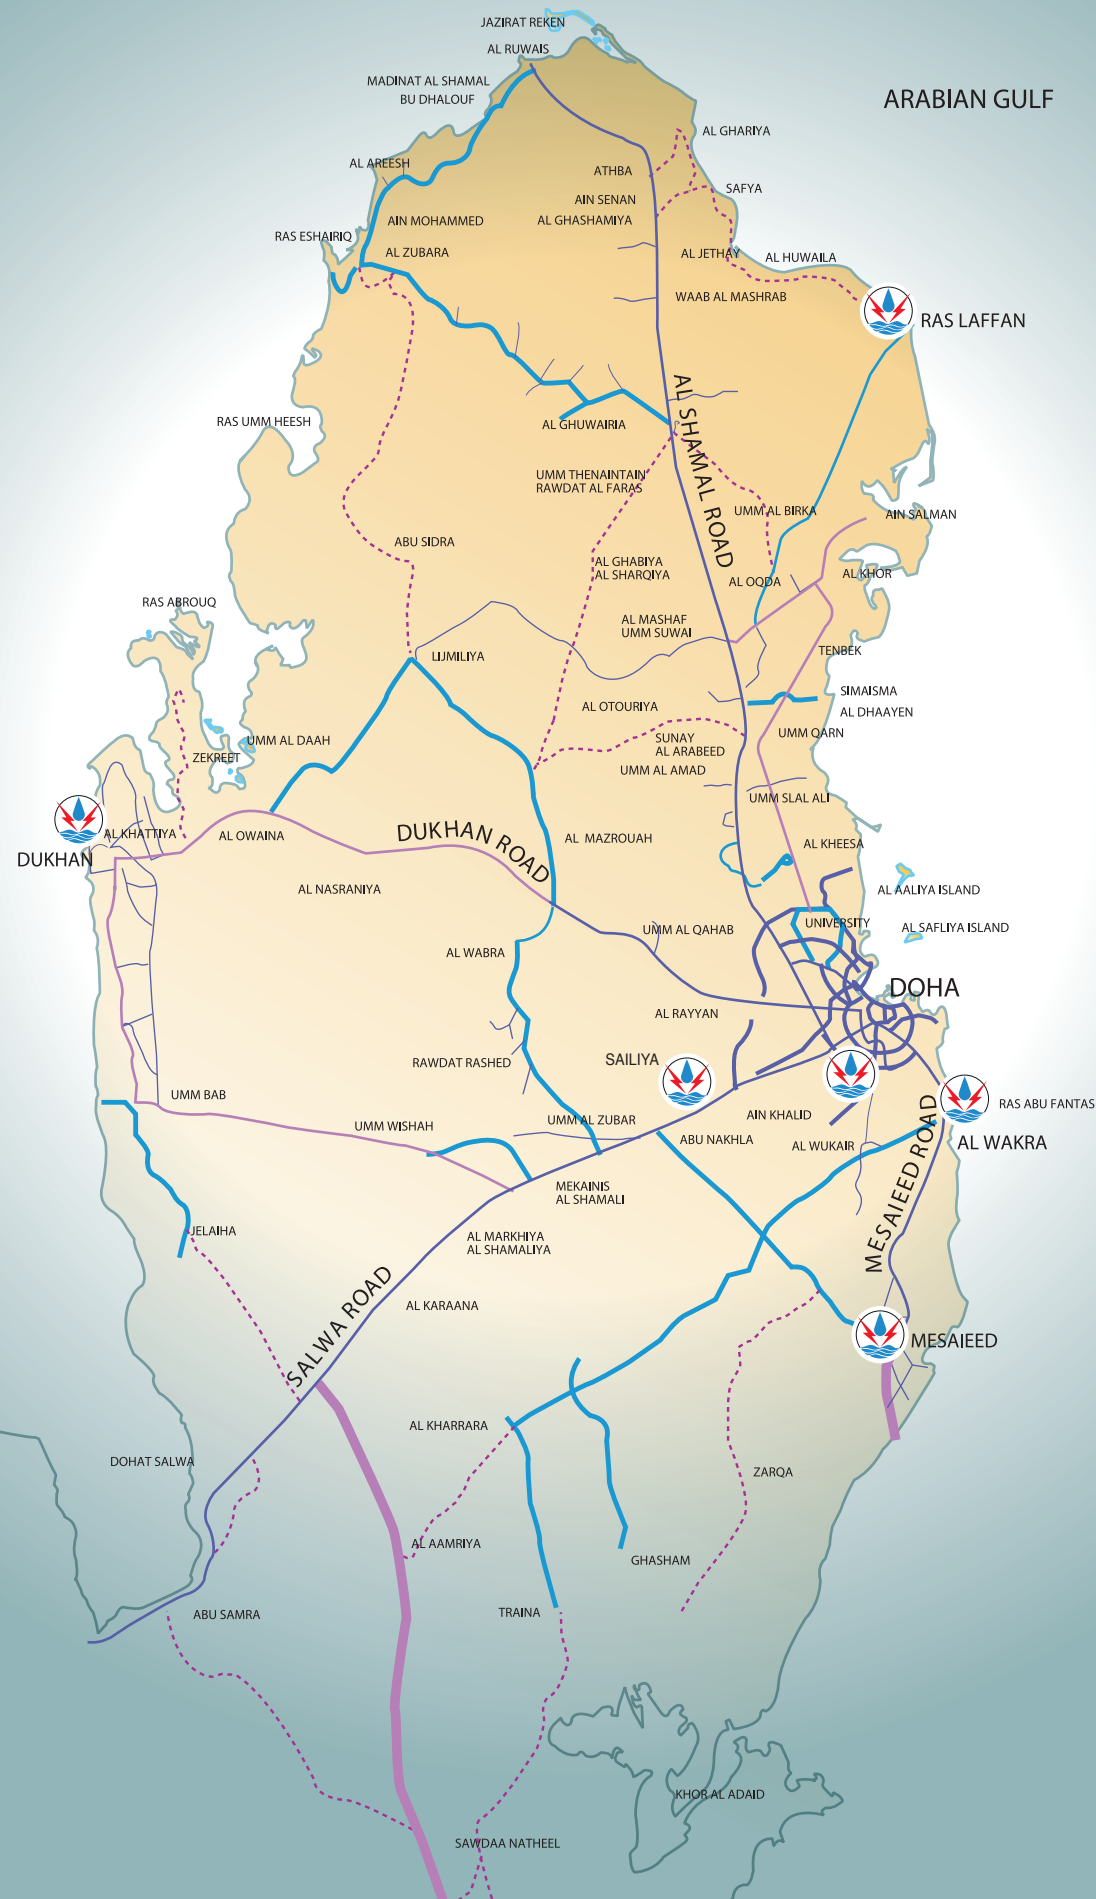 JAZIRAT REKEN
AL RUWAIS
MADINAT AL SHAMAL
BU DHALOUF
ARABIAN GULF
AL GHARIYA
AL AREESH
ATHBA
SAFYA
AIN SENAN
AIN MOHAMMED
AL GHASHAMIYA
RAS ESHAIRIQ
AL ZUBARA
AL JETHAY
AL HUWAILA
WAAB AL MASHRAB
RAS LAFFAN
AL SHAMAL ROAD
RAS UMM HEESH
AL GHUWAIRIA
UMM THENAINTAIN
RAWDAT AL FARAS
UMM AL BIRKA
AIN SALMAN
ABU SIDRA
AL GHABIYA
AL SHARQIYA
AL OQDA
AL KHOR
RAS ABROUQ
AL MASHAF
UMM SUWAI
LIJMILIYA
TENBEK
SIMAISMA
AL OTOURIYA
AL DHAAYEN
UMM QARN
UMM AL DAAH
SUNAY
AL ARABEED
ZEKREET
UMM AL AMAD
UMM SLAL ALI
AL KHATTIYA
AL OWAINA
DUKHAN ROAD
AL MAZROUAH
AL KHEESA
DUKHAN
AL NASRANIYA
AL AALIYA ISLAND
UNIVERSITY
AL SAFLIYA ISLAND
UMM AL QAHAB
AL WABRA
DOHA
AL RAYYAN
RAWDAT RASHED
SAILIYA
UMM BAB
RAS ABU FANTAS
UMM WISHAH
UMM AL ZUBAR
AIN KHALID
ABU NAKHLA
AL WUKAIR
AL WAKRA
MESAIEED ROAD
MEKAINIS
AL SHAMALI
JELAIHA
AL MARKHIYA
AL SHAMALIYA
SALWA ROAD
AL KARAANA
MESAIEED
AL KHARRARA
DOHAT SALWA
ZARQA
AL AAMRIYA
GHASHAM
ABU SAMRA
TRAINA
KHOR AL ADAID
SAWDAA NATHEEL